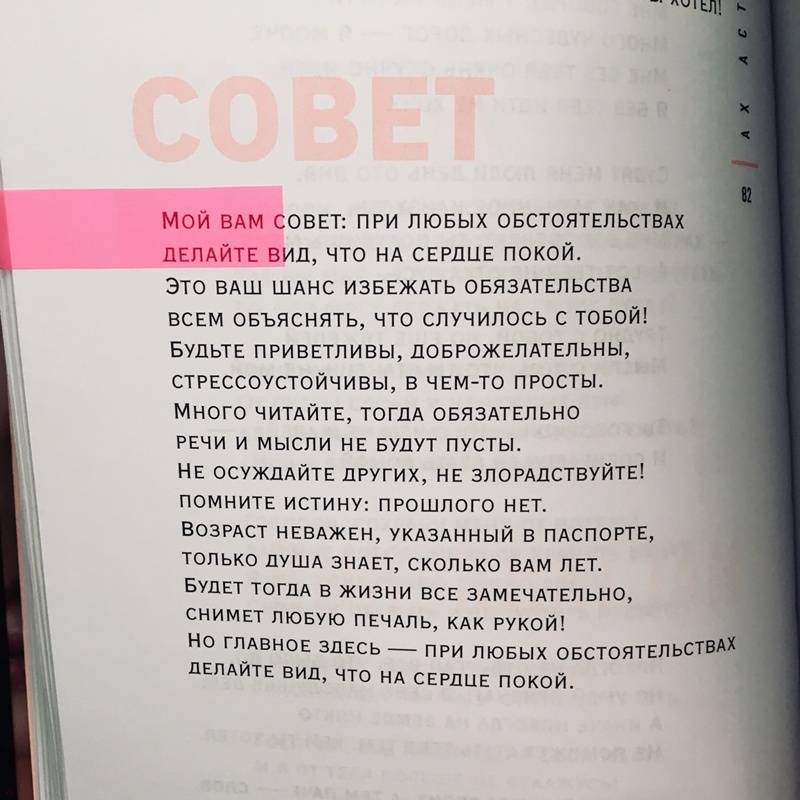 ХОТЕЛ!
АХ АСТ
82
СОВЕТ
Мой вам совет: при любых обстоятельствах
делайте вид, что на сердце покой.
Это ваш шанс избежать обязательства
всем объяснять, что случилось с тобой!
Будьте приветливы, доброжелательны,
стрессоустойчивы, в чем-то просты.
Много читайте, тогда обязательно
речи и мысли не будут пусты.
Не осуждайте других, не злорадствуйте!
помните истину: прошлого нет.
Возраст неважен, указанный в паспорте,
только душа знает, сколько вам лет.
Будет тогда в жизни все замечательно,
снимет любую печаль, как рукой!
Но главное здесь — при любых обстоятельствах
делайте вид, что на сердце покой.